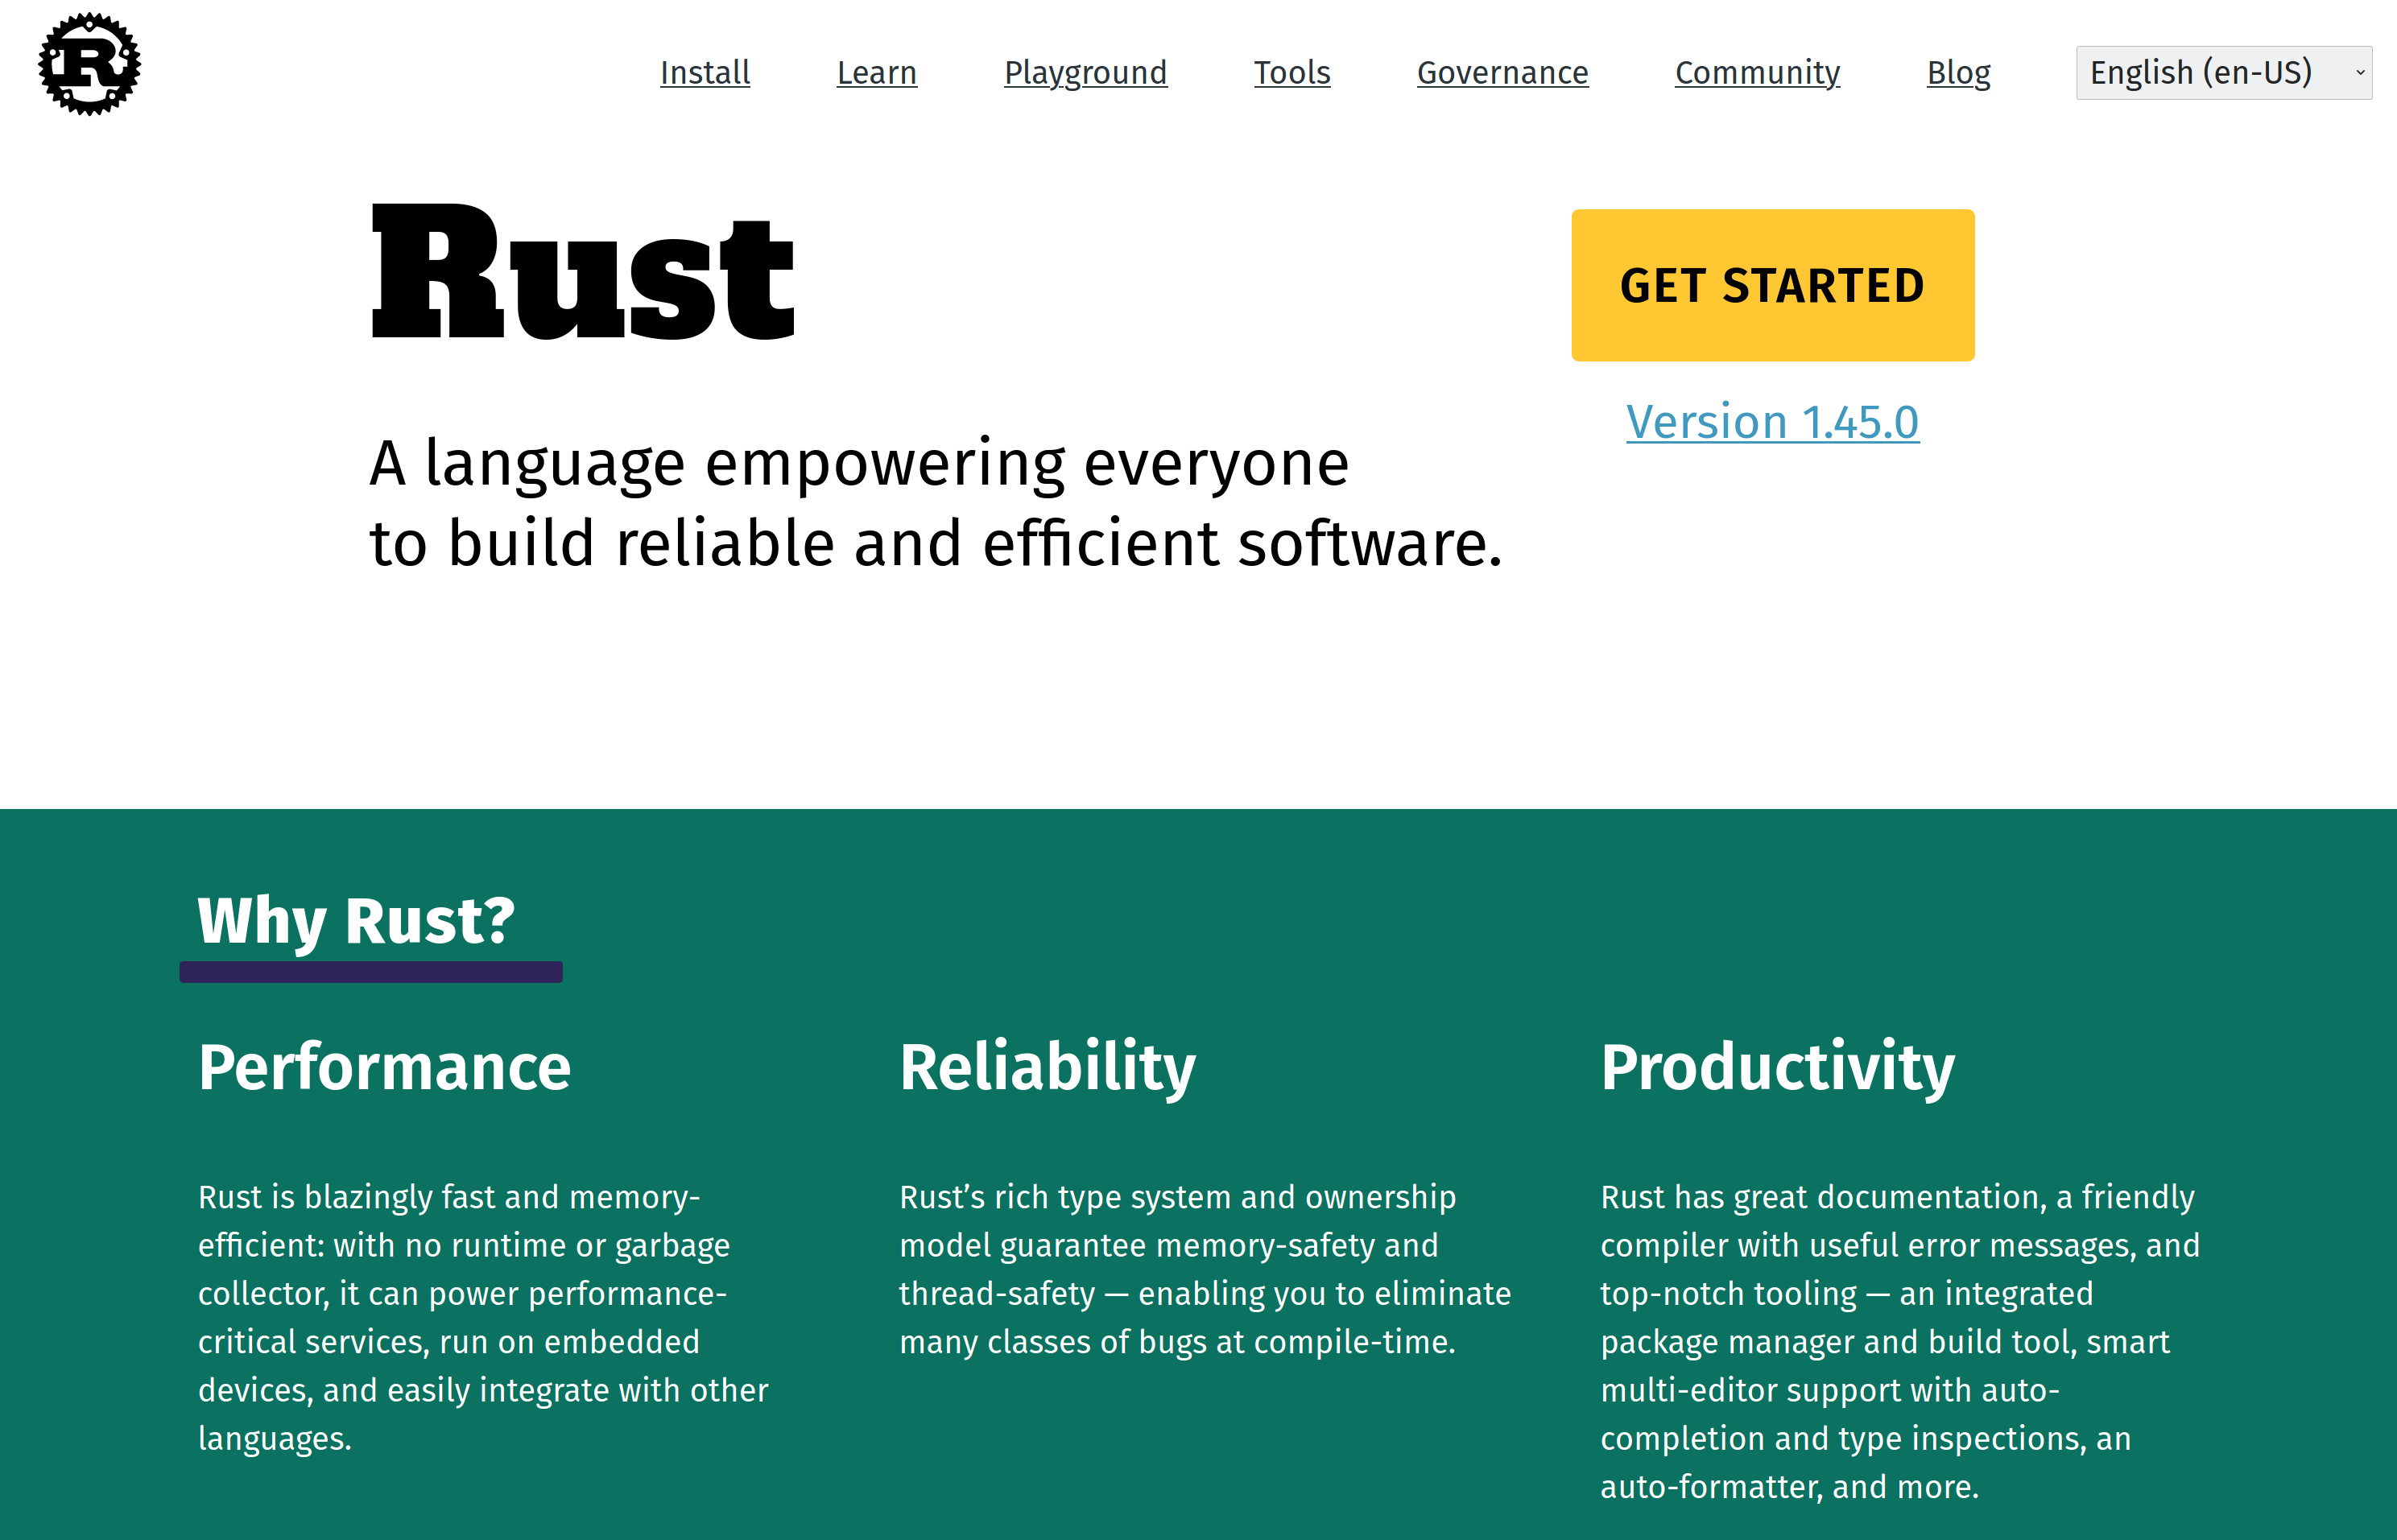 R
Install Learn Playground Tools Governance Community Blog English (en-US)
Rust
GET STARTED
Version 1.45.0
A language empowering everyone
to build reliable and efficient software.
Why Rust?
Performance
Rust is blazingly fast and memory-
efficient: with no runtime or garbage
collector, it can power performance-
critical services, run on embedded
devices, and easily integrate with other
languages.
Reliability
Rust’s rich type system and ownership
model guarantee memory-safety and
thread-safety — enabling you to eliminate
many classes of bugs at compile-time.
Productivity
Rust has great documentation, a friendly
compiler with useful error messages, and
top-notch tooling — an integrated
package manager and build tool, smart
multi-editor support with auto-
completion and type inspections, an
auto-formatter, and more.